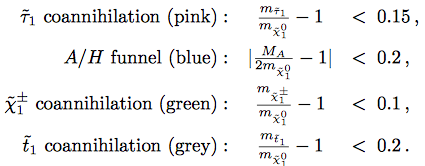 τ̃₁ coannihilation (pink) : m_τ̃₁ / m_χ̃₁⁰ − 1 < 0.15 ,
A/H funnel (blue) : |M_A / 2m_χ̃₁⁰ − 1| < 0.2 ,
χ̃₁± coannihilation (green) : m_χ̃₁± / m_χ̃₁⁰ − 1 < 0.1 ,
t̃₁ coannihilation (grey) : m_t̃₁ / m_χ̃₁⁰ − 1 < 0.2 .